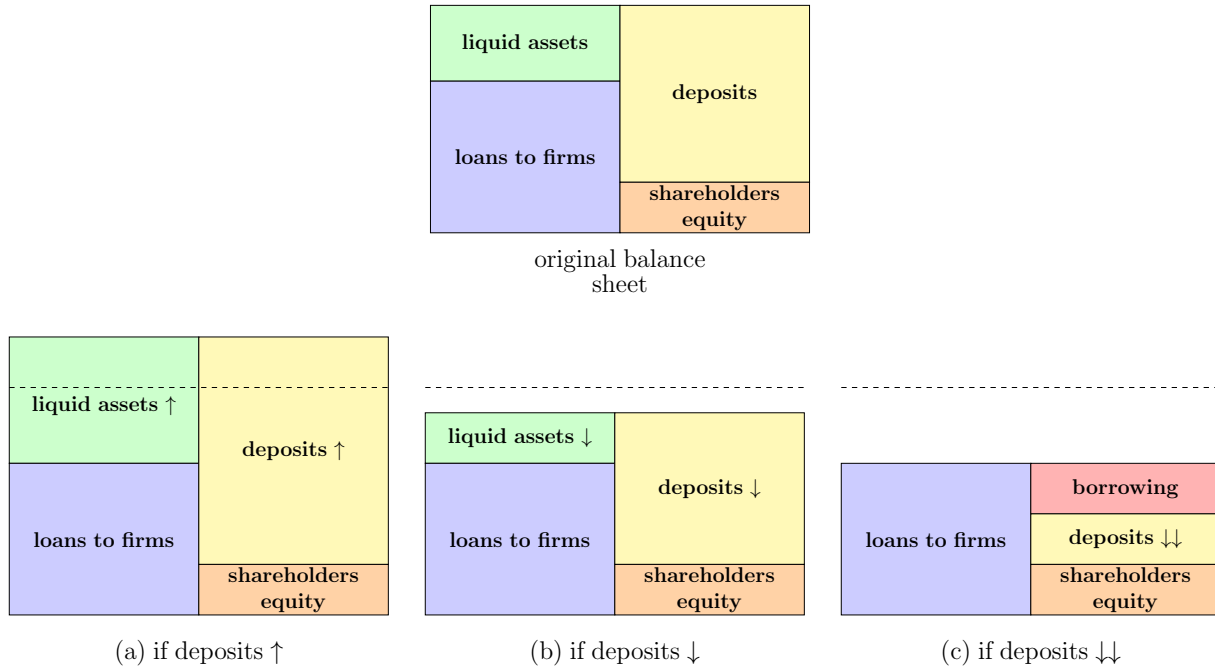 liquid assets
deposits
loans to firms
shareholders
equity
original balance
sheet
liquid assets ↑
deposits ↑
loans to firms
shareholders
equity
(a) if deposits ↑
liquid assets ↓
deposits ↓
loans to firms
shareholders
equity
(b) if deposits ↓
borrowing
loans to firms
deposits ↓↓
shareholders
equity
(c) if deposits ↓↓